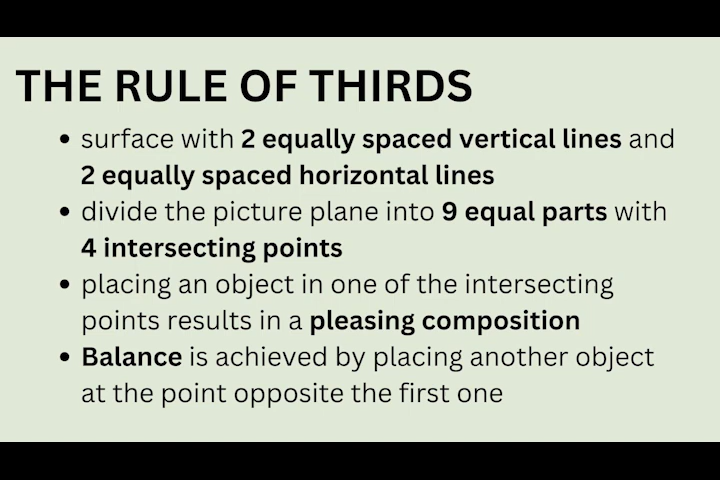 THE RULE OF THIRDS
• surface with 2 equally spaced vertical lines and
2 equally spaced horizontal lines
• divide the picture plane into 9 equal parts with
4 intersecting points
• placing an object in one of the intersecting
points results in a pleasing composition
• Balance is achieved by placing another object
at the point opposite the first one